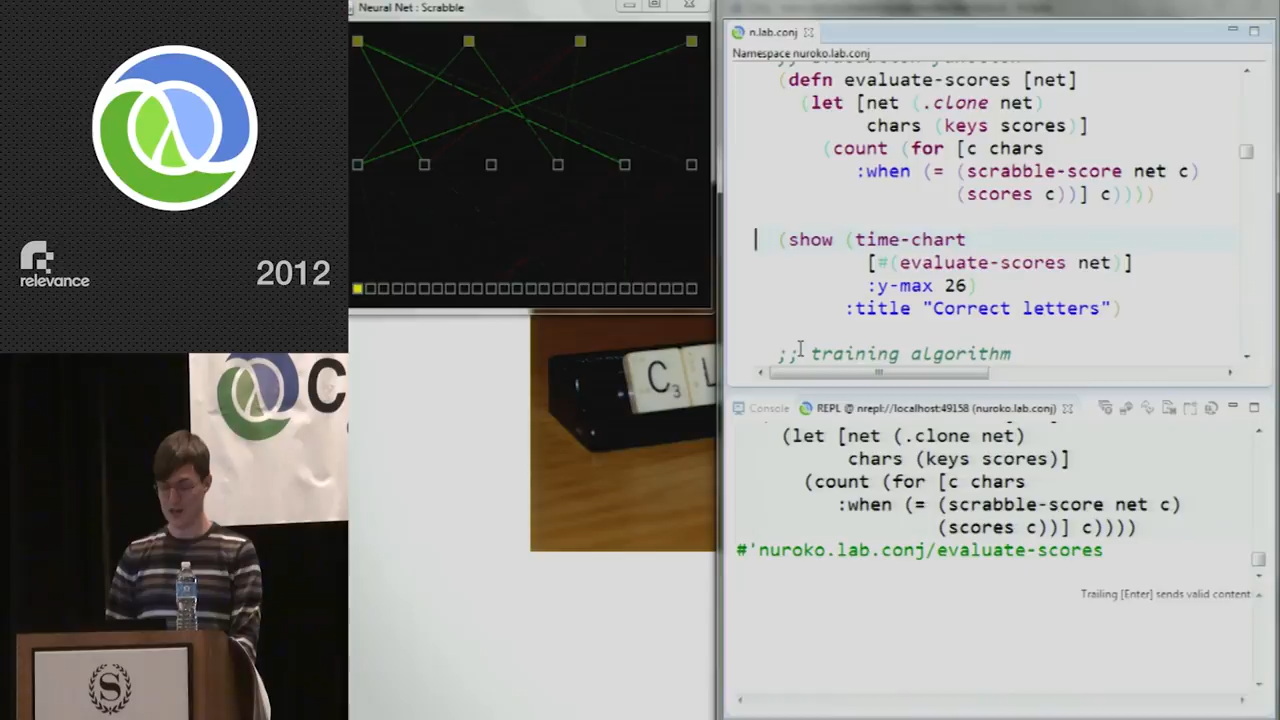 relevance
2012
C
S
Neural Net : Scrabble
C3 L
n.lab.conj
Namespace nuroko.lab.conj
(defn evaluate-scores [net]
(let [net (.clone net)
chars (keys scores)]
(count (for [c chars
:when (= (scrabble-score net c)
(scores c))] c))))
(show (time-chart
[#(evaluate-scores net)]
:y-max 26)
:title "Correct letters")
;; training algorithm
Console REPL @ nrepl://localhost:49158 (nuroko.lab.conj)
(let [net (.clone net)
chars (keys scores)]
(count (for [c chars
:when (= (scrabble-score net c)
(scores c))] c))))
#'nuroko.lab.conj/evaluate-scores
Trailing [Enter] sends valid content